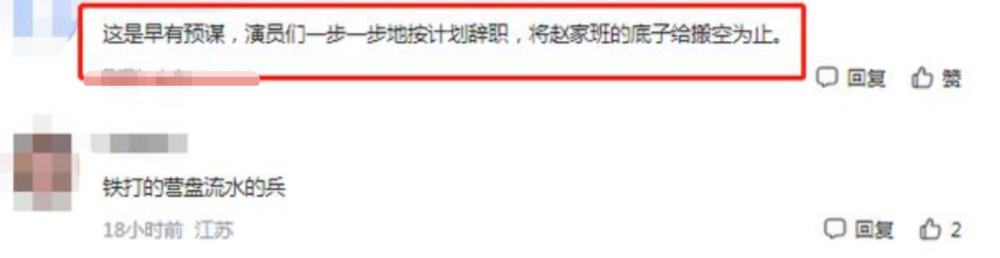 这是早有预谋，演员们一步一步地按计划辞职，将赵家班的底子给搬空为止。
回复 赞
铁打的营盘流水的兵
18小时前 江苏 回复 2